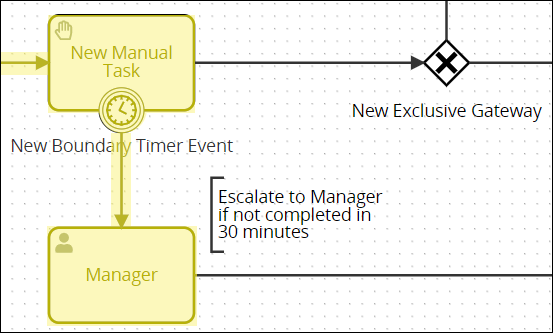 New Manual
Task
New Exclusive Gateway
New Boundary Timer Event
Escalate to Manager
if not completed in
30 minutes
Manager